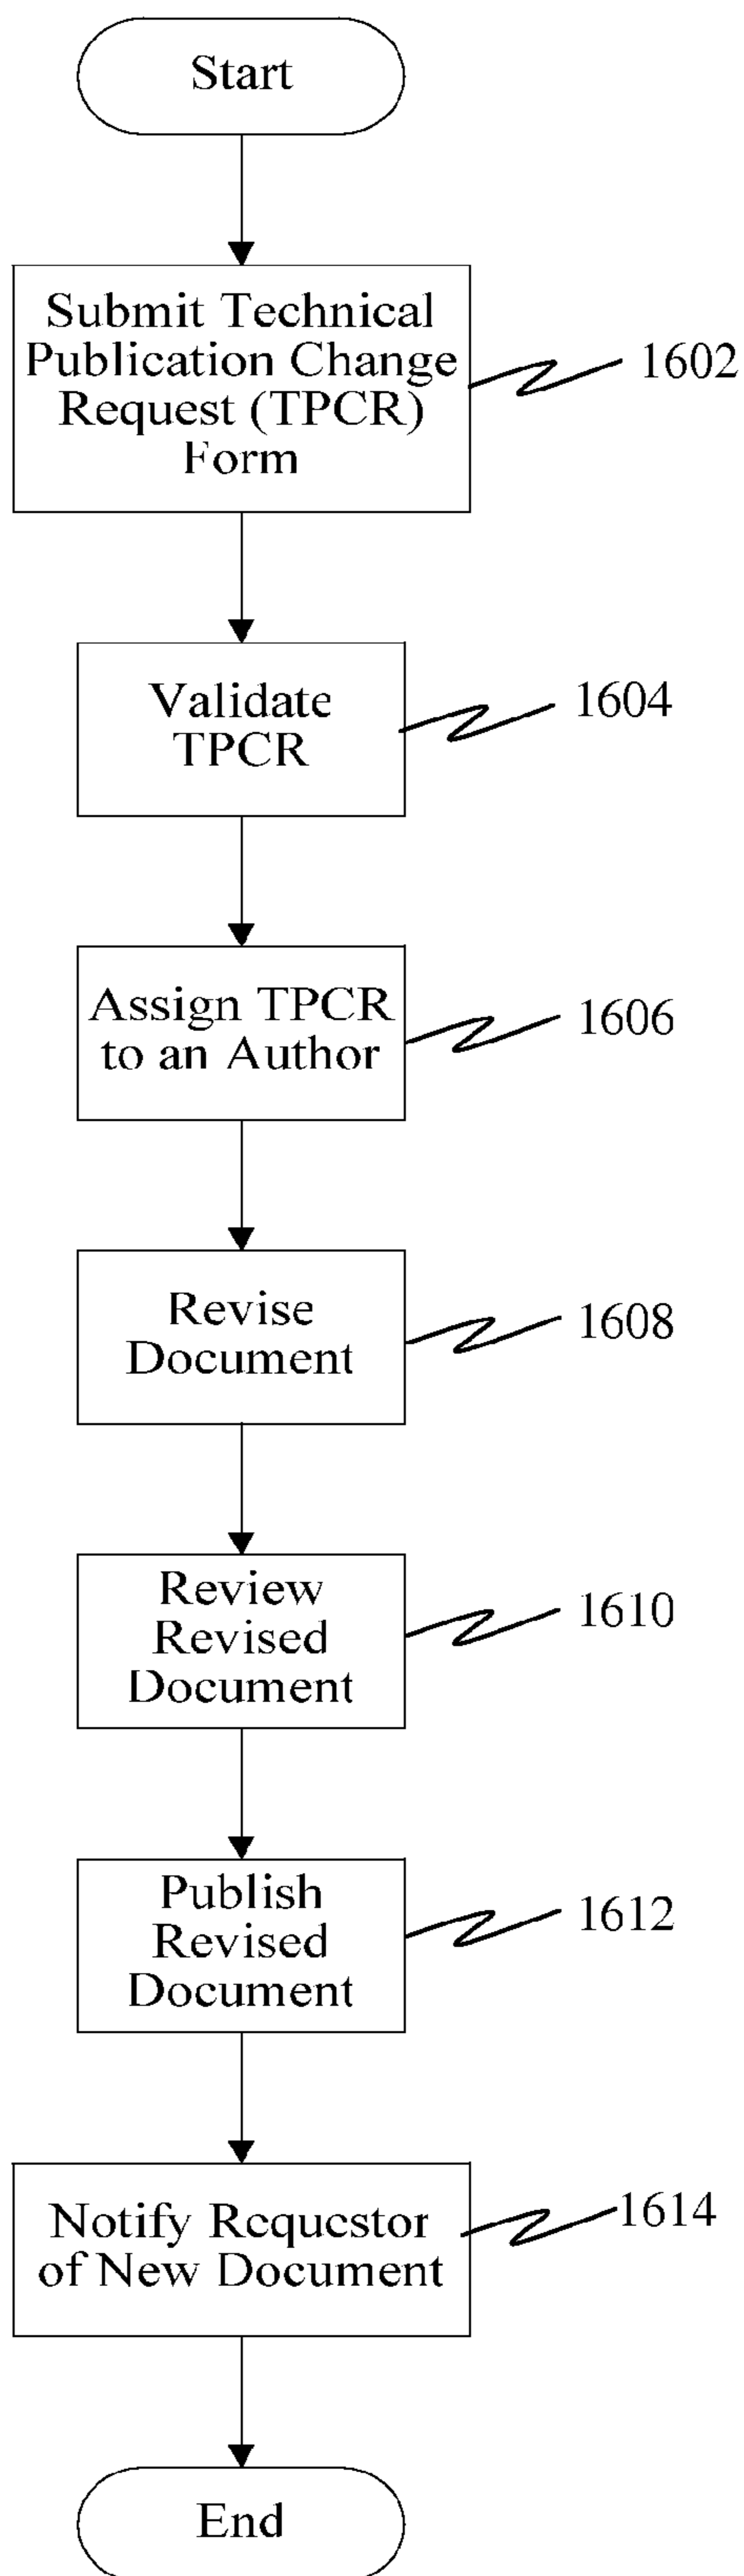 Start
Submit Technical
Publication Change
Request (TPCR)
Form
1602
Validate
TPCR
1604
Assign TPCR
to an Author
1606
Revise
Document
1608
Review
Revised
Document
1610
Publish
Revised
Document
1612
Notify Requestor
of New Document
1614
End